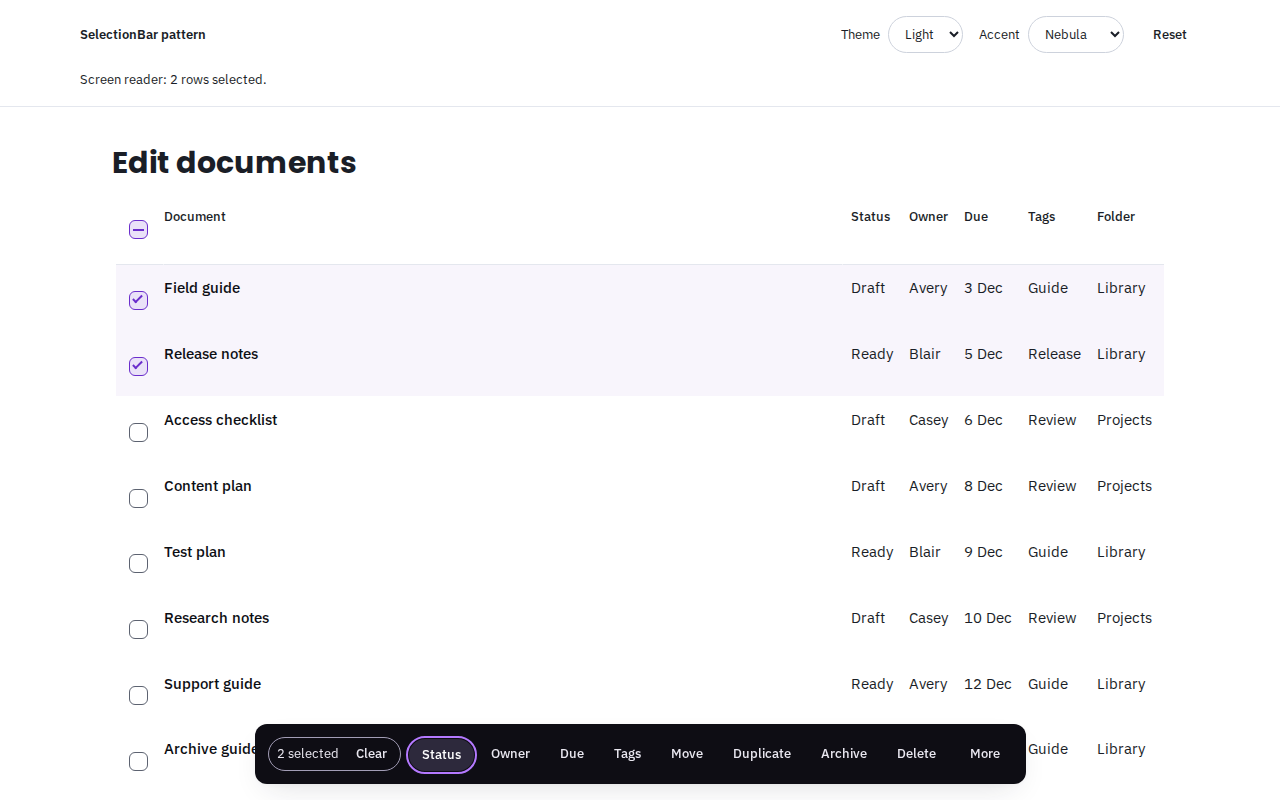 SelectionBar pattern Theme Light Accent Nebula Reset
Screen reader: 2 rows selected.
Edit documents
Document Status Owner Due Tags Folder
Field guide Draft Avery 3 Dec Guide Library
Release notes Ready Blair 5 Dec Release Library
Access checklist Draft Casey 6 Dec Review Projects
Content plan Draft Avery 8 Dec Review Projects
Test plan Ready Blair 9 Dec Guide Library
Research notes Draft Casey 10 Dec Review Projects
Support guide Ready Avery 12 Dec Guide Library
Archive guide Guide Library
2 selected Clear Status Owner Due Tags Move Duplicate Archive Delete More